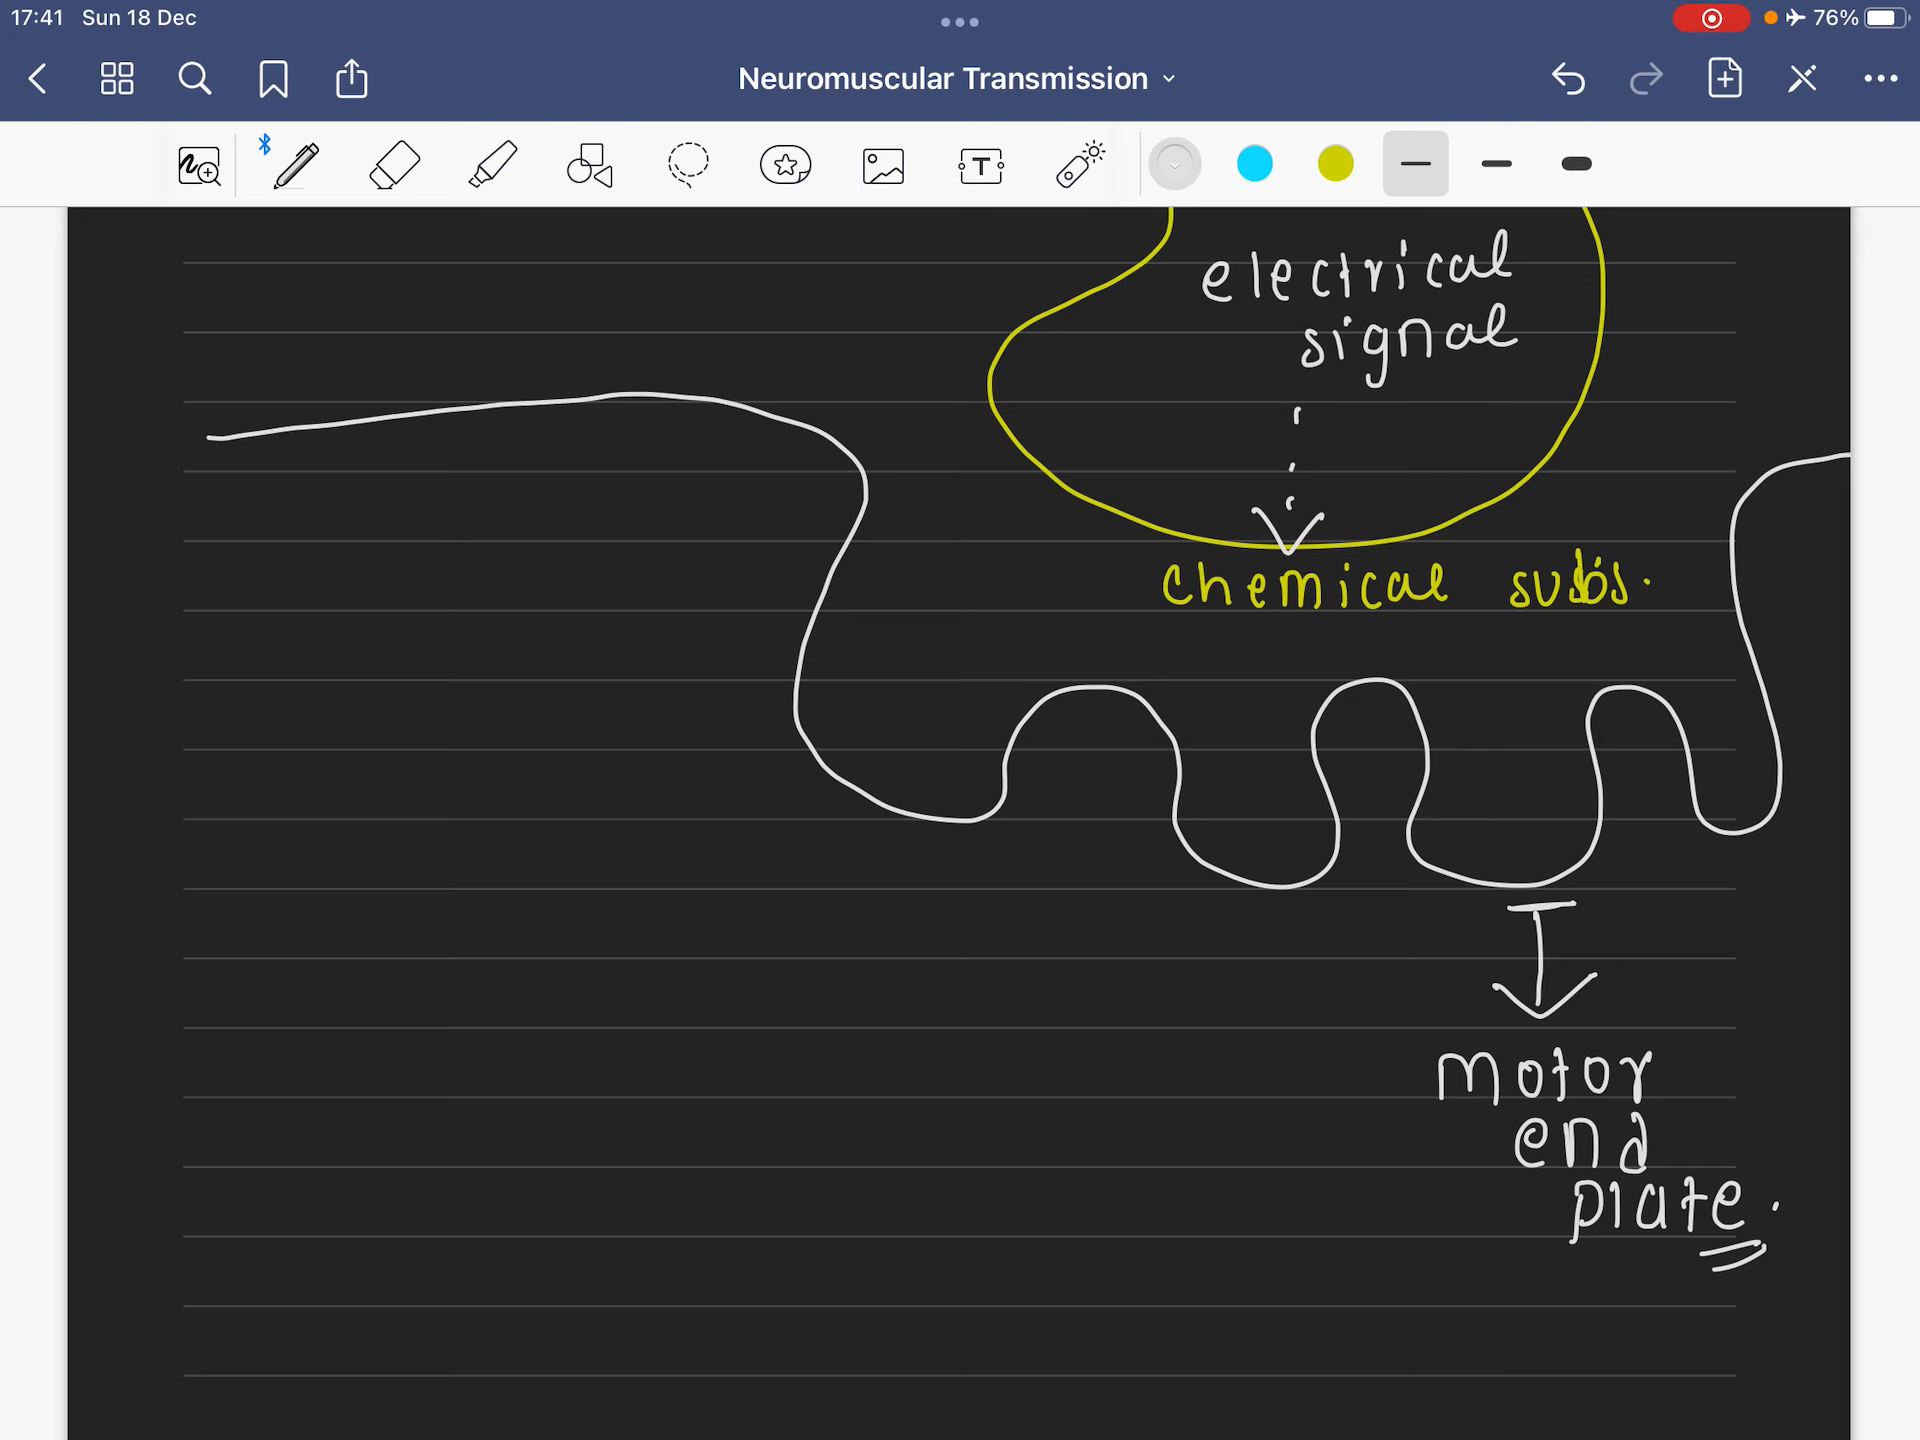 17:41 Sun 18 Dec
76%
Neuromuscular Transmission
T
electrical
signal
chemical subs.
motor
end
plate.